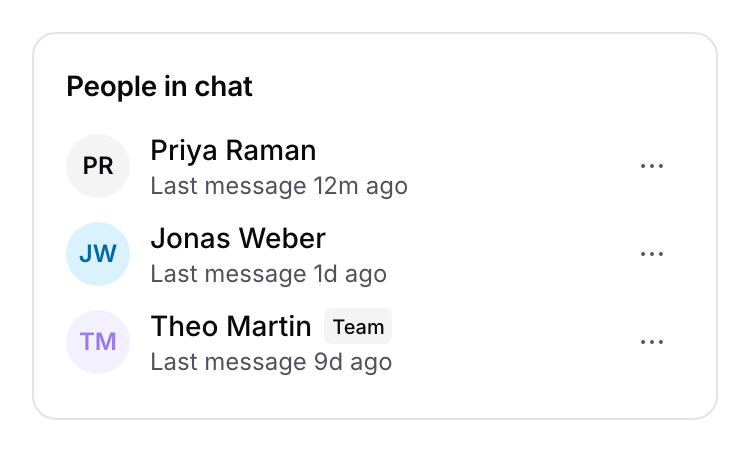 People in chat
PR
Priya Raman
Last message 12m ago
JW
Jonas Weber
Last message 1d ago
TM
Theo Martin Team
Last message 9d ago